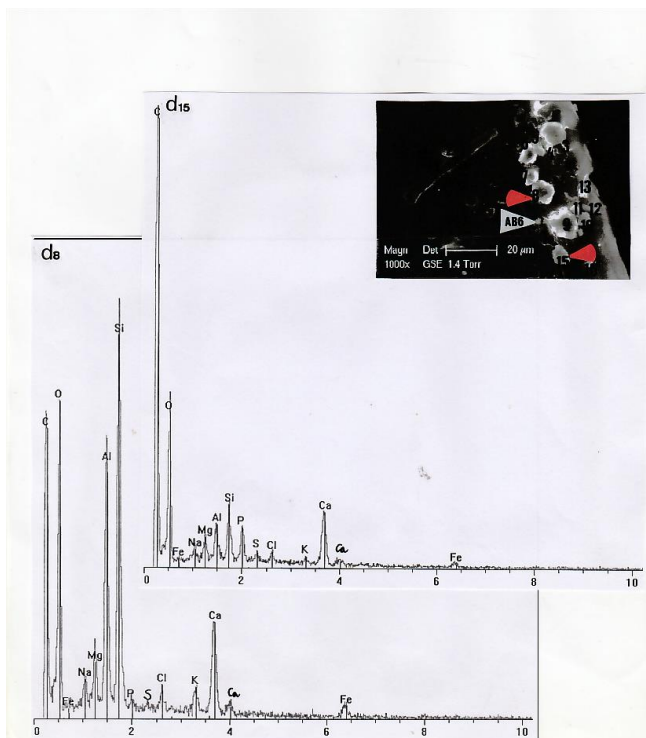 d15
C
O
Fe Na Mg Al Si P S Cl K Ca Ca Fe
0 2 4 6 8 10
13
11 12
AB6
15
Magn Det 20 µm
1000x GSE 1.4 Torr
d8
C O Fe Na Mg Al Si P S Cl K Ca Ca Fe
0 2 4 6 8 10